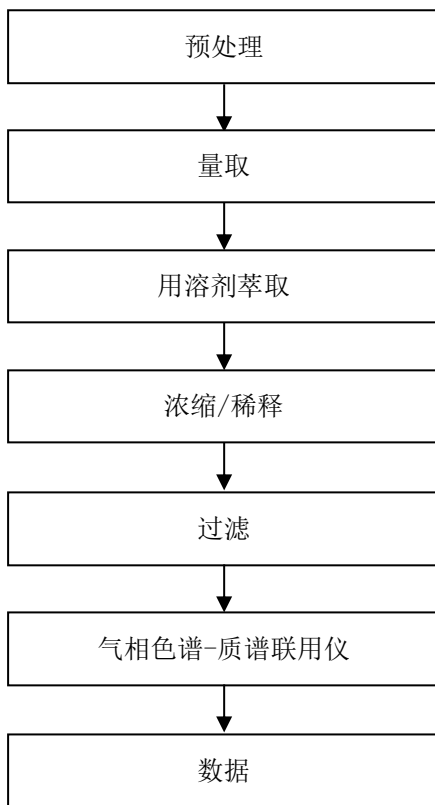 预处理
量取
用溶剂萃取
浓缩/稀释
过滤
气相色谱-质谱联用仪
数据